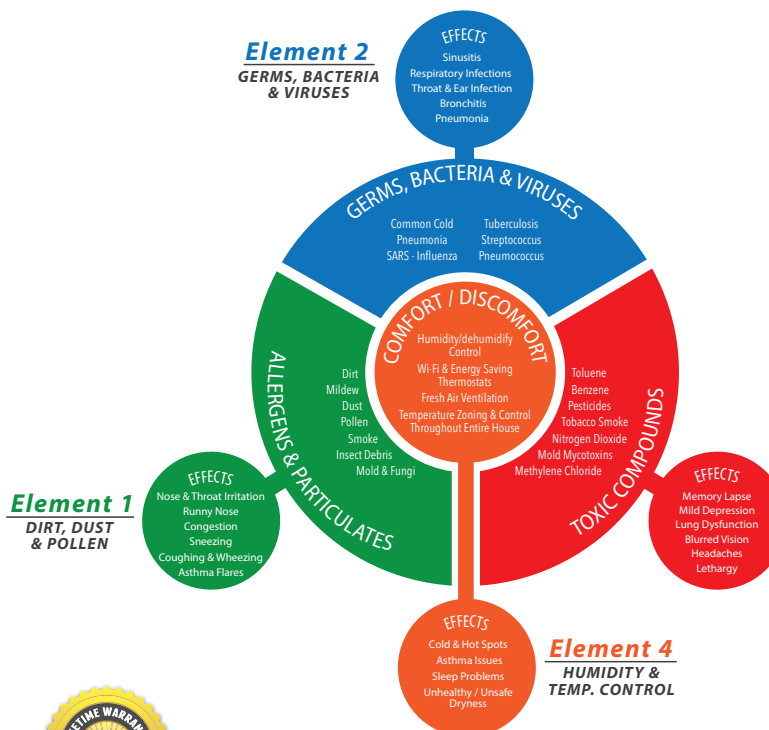 Element 2
GERMS, BACTERIA
& VIRUSES
EFFECTS
Sinusitis
Respiratory Infections
Throat & Ear Infection
Bronchitis
Pneumonia
GERMS, BACTERIA & VIRUSES
Common Cold
Pneumonia
SARS - Influenza
Tuberculosis
Streptococcus
Pneumococcus
COMFORT / DISCOMFORT
Humidity/dehumidify
Control
Wi-Fi & Energy Saving
Thermostats
Fresh Air Ventilation
Temperature Zoning & Control
Throughout Entire House
ALLERGENS & PARTICULATES
Dirt
Mildew
Dust
Pollen
Smoke
Insect Debris
Mold & Fungi
TOXIC COMPOUNDS
Toluene
Benzene
Pesticides
Tobacco Smoke
Nitrogen Dioxide
Mold Mycotoxins
Methylene Chloride
Element 1
DIRT, DUST
& POLLEN
EFFECTS
Nose & Throat Irritation
Runny Nose
Congestion
Sneezing
Coughing & Wheezing
Asthma Flares
EFFECTS
Memory Lapse
Mild Depression
Lung Dysfunction
Blurred Vision
Headaches
Lethargy
EFFECTS
Cold & Hot Spots
Asthma Issues
Sleep Problems
Unhealthy / Unsafe
Dryness
Element 4
HUMIDITY &
TEMP. CONTROL